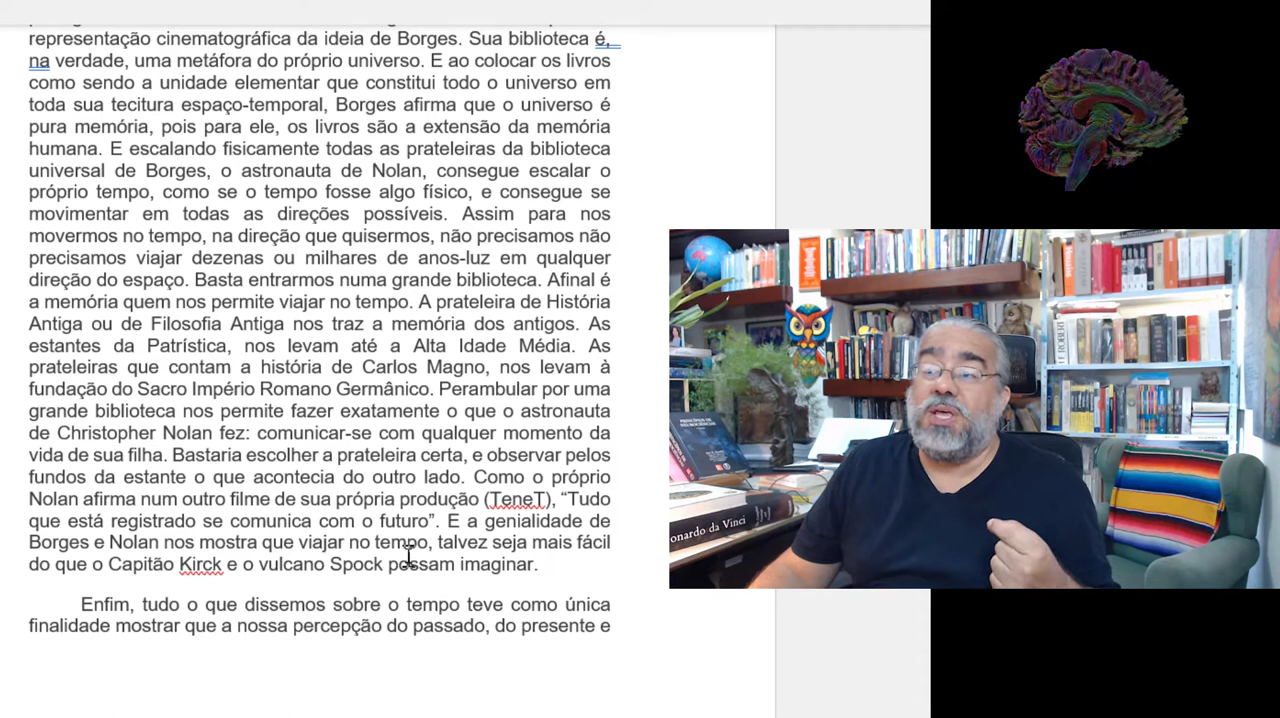 representação cinematográfica da ideia de Borges. Sua biblioteca é,
na verdade, uma metáfora do próprio universo. E ao colocar os livros
como sendo a unidade elementar que constitui todo o universo em
toda sua tecitura espaço-temporal, Borges afirma que o universo é
pura memória, pois para ele, os livros são a extensão da memória
humana. E escalando fisicamente todas as prateleiras da biblioteca
universal de Borges, o astronauta de Nolan, consegue escalar o
próprio tempo, como se o tempo fosse algo físico, e consegue se
movimentar em todas as direções possíveis. Assim para nos
movermos no tempo, na direção que quisermos, não precisamos não
precisamos viajar dezenas ou milhares de anos-luz em qualquer
direção do espaço. Basta entrarmos numa grande biblioteca. Afinal é
a memória quem nos permite viajar no tempo. A prateleira de História
Antiga ou de Filosofia Antiga nos traz a memória dos antigos. As
estantes da Patrística, nos levam até a Alta Idade Média. As
prateleiras que contam a história de Carlos Magno, nos levam à
fundação do Sacro Império Romano Germânico. Perambular por uma
grande biblioteca nos permite fazer exatamente o que o astronauta
de Christopher Nolan fez: comunicar-se com qualquer momento da
vida de sua filha. Bastaria escolher a prateleira certa, e observar pelos
fundos da estante o que acontecia do outro lado. Como o próprio
Nolan afirma num outro filme de sua própria produção (TeneT), “Tudo
que está registrado se comunica com o futuro”. E a genialidade de
Borges e Nolan nos mostra que viajar no tempo, talvez seja mais fácil
do que o Capitão Kirck e o vulcano Spock possam imaginar.
Enfim, tudo o que dissemos sobre o tempo teve como única
finalidade mostrar que a nossa percepção do passado, do presente e
onardo da Vinci